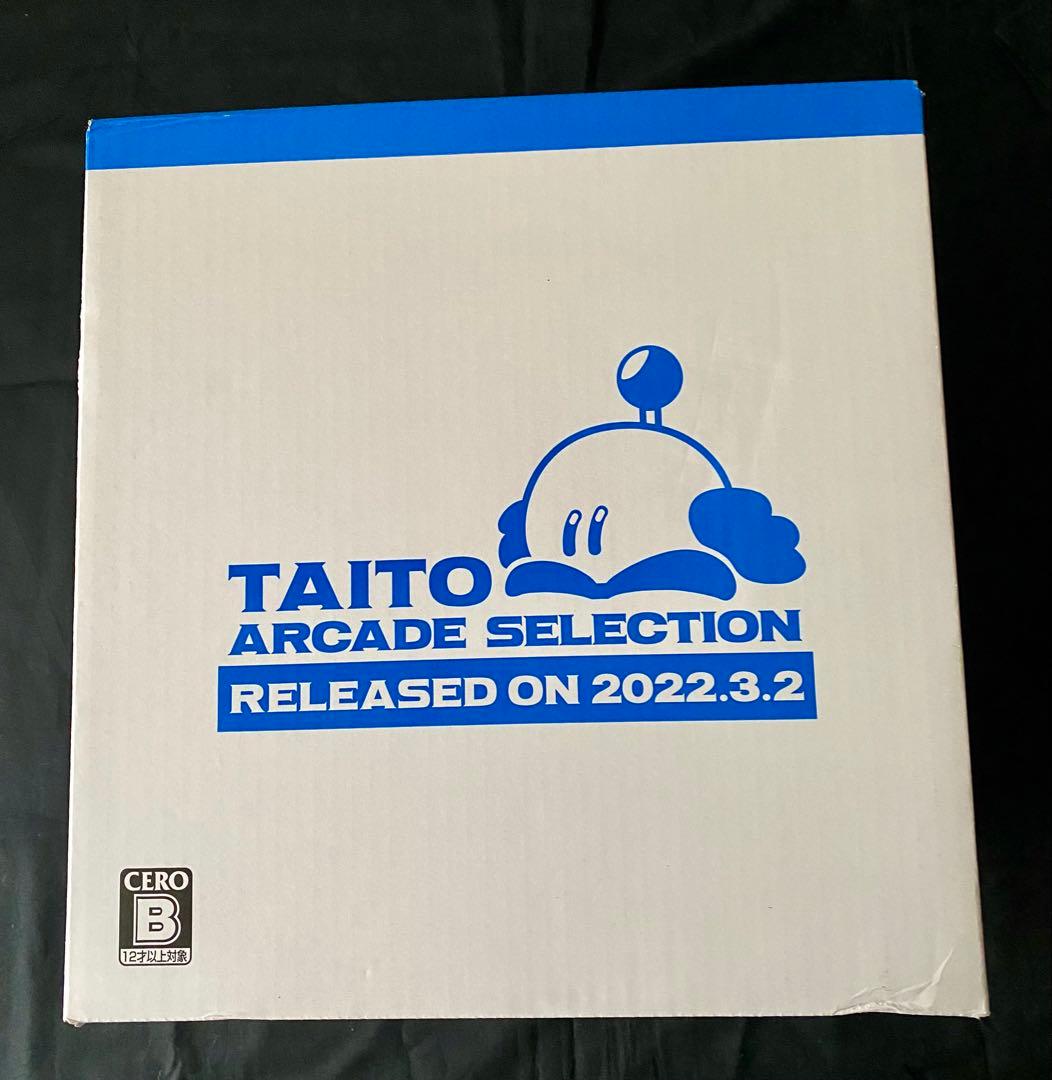 TAITO
ARCADE SELECTION
RELEASED ON 2022.3.2
CERO
B
12才以上対象